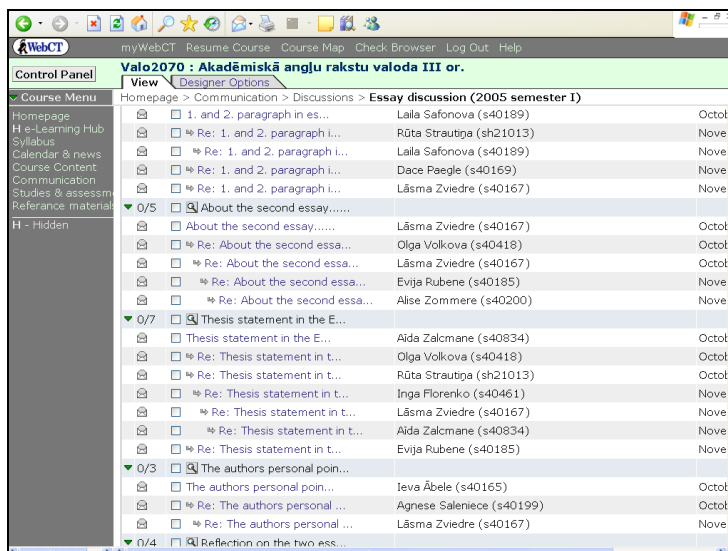 WebCT
myWebCT Resume Course Course Map Check Browser Log Out Help
Control Panel
Valo2070 : Akadēmiskā angļu rakstu valoda III or.
View Designer Options
Course Menu
Homepage > Communication > Discussions > Essay discussion (2005 semester I)
Homepage
H e-Learning Hub
Syllabus
Calendar & news
Course Content
Communication
Studies & assessm
Referance materials
H - Hidden
1. and 2. paragraph in es... Laila Safonova (s40189) Octob
Re: 1. and 2. paragraph i... Rūta Strautiņa (sh21013) Nove
Re: 1. and 2. paragraph i... Laila Safonova (s40189) Nove
Re: 1. and 2. paragraph i... Dace Paegle (s40169) Nove
Re: 1. and 2. paragraph i... Lāsma Zviedre (s40167) Nove
0/5 About the second essay......
About the second essay...... Lāsma Zviedre (s40167) Octob
Re: About the second essa... Olga Volkova (s40418) Octob
Re: About the second essa... Lāsma Zviedre (s40167) Octob
Re: About the second essa... Evija Rubene (s40185) Nove
Re: About the second essa... Alise Zommere (s40200) Nove
0/7 Thesis statement in the E...
Thesis statement in the E... Aīda Zalcmane (s40834) Octob
Re: Thesis statement in t... Olga Volkova (s40418) Octob
Re: Thesis statement in t... Rūta Strautiņa (sh21013) Nove
Re: Thesis statement in t... Inga Florenko (s40461) Nove
Re: Thesis statement in t... Lāsma Zviedre (s40167) Nove
Re: Thesis statement in t... Aīda Zalcmane (s40834) Nove
Re: Thesis statement in t... Evija Rubene (s40185) Nove
0/3 The authors personal poin...
The authors personal poin... Ieva Ābele (s40165) Octob
Re: The authors personal ... Agnese Saleniece (s40199) Octob
Re: The authors personal ... Lāsma Zviedre (s40167) Nove
0/4 Reflection on the two ess...